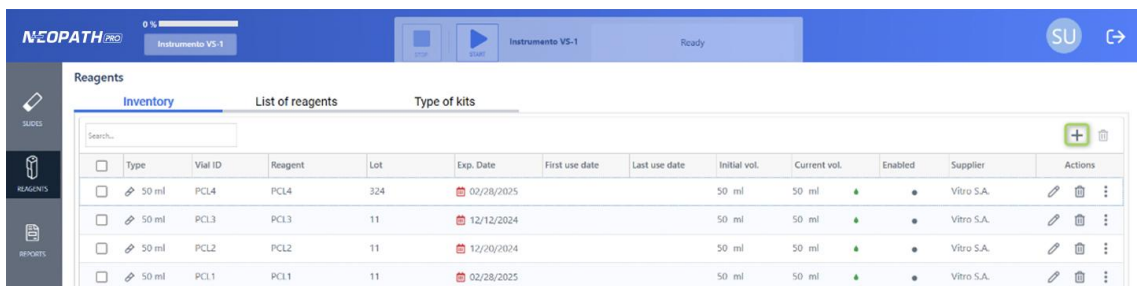 NEOPATH PRO
0 %
Instrumento VS-1
STOP
START
Instrumento VS-1
Ready
SU
SLIDES
REAGENTS
REPORTS
Reagents
Inventory List of reagents Type of kits
Search...
Type Vial ID Reagent Lot Exp. Date First use date Last use date Initial vol. Current vol. Enabled Supplier Actions
50 ml PCL4 PCL4 324 02/28/2025 50 ml 50 ml Vitro S.A.
50 ml PCL3 PCL3 11 12/12/2024 50 ml 50 ml Vitro S.A.
50 ml PCL2 PCL2 11 12/20/2024 50 ml 50 ml Vitro S.A.
50 ml PCL1 PCL1 11 02/28/2025 50 ml 50 ml Vitro S.A.